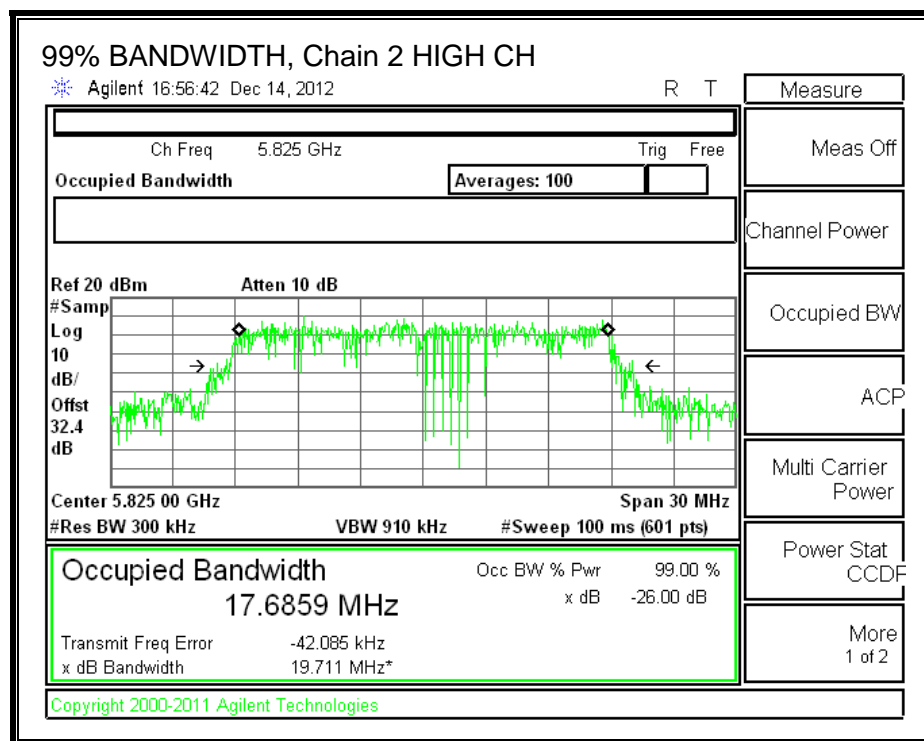 99% BANDWIDTH, Chain 2 HIGH CH
Agilent 16:56:42 Dec 14, 2012 R T
Measure
Ch Freq 5.825 GHz Trig Free
Occupied Bandwidth Averages: 100
Ref 20 dBm Atten 10 dB
#Samp
Log
10
dB/
Offst
32.4
dB
Center 5.825 00 GHz Span 30 MHz
#Res BW 300 kHz VBW 910 kHz #Sweep 100 ms (601 pts)
Occupied Bandwidth Occ BW % Pwr 99.00 %
17.6859 MHz x dB -26.00 dB
Transmit Freq Error -42.085 kHz
x dB Bandwidth 19.711 MHz*
Meas Off
Channel Power
Occupied BW
ACP
Multi Carrier
Power
Power Stat
CCDF
More
1 of 2
Copyright 2000-2011 Agilent Technologies